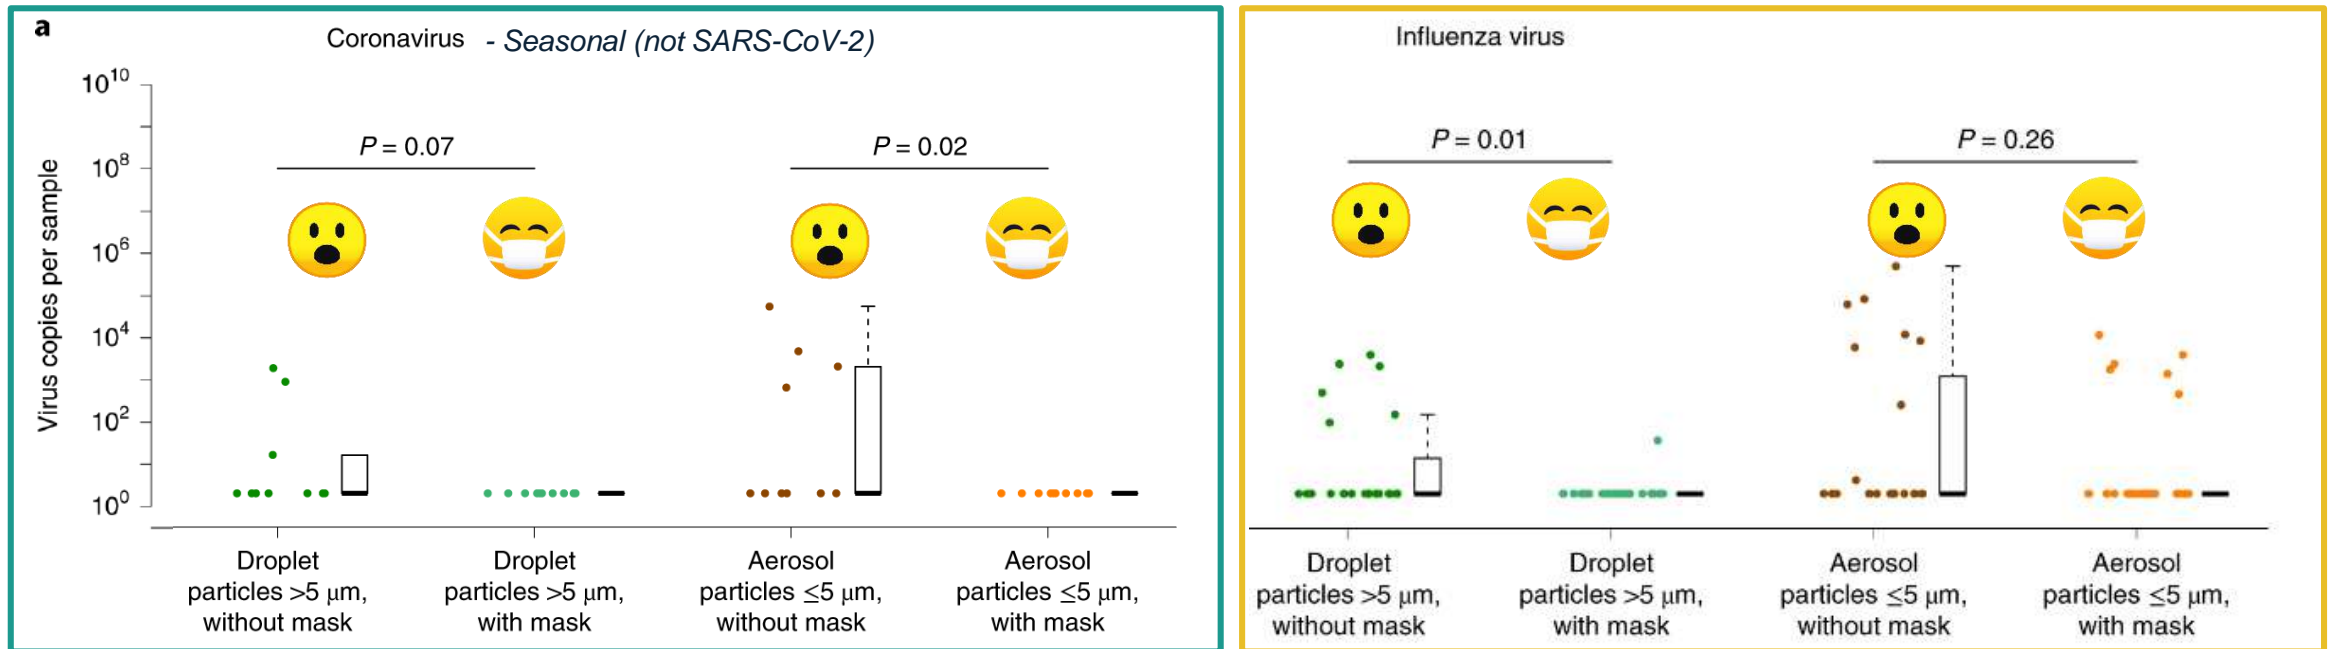 a
Coronavirus - Seasonal (not SARS-CoV-2)
Virus copies per sample
10^10
10^8
10^6
10^4
10^2
10^0
P = 0.07
P = 0.02
Droplet
particles >5 μm,
without mask
Droplet
particles >5 μm,
with mask
Aerosol
particles ≤5 μm,
without mask
Aerosol
particles ≤5 μm,
with mask
Influenza virus
P = 0.01
P = 0.26
Droplet
particles >5 μm,
without mask
Droplet
particles >5 μm,
with mask
Aerosol
particles ≤5 μm,
without mask
Aerosol
particles ≤5 μm,
with mask